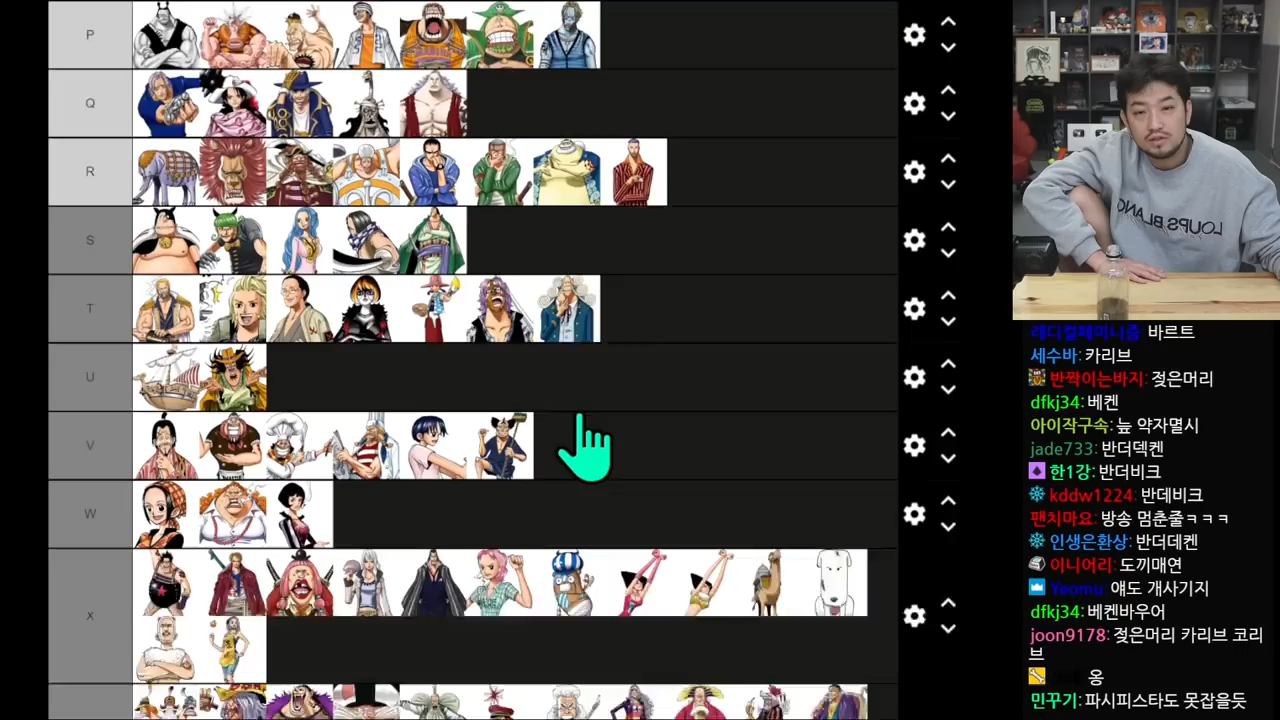 P
Q
R
S
T
U
V
W
X
LOUPS BLANC
래디컬페미니즘 바르트
세수바: 카리브
반짝이는바지: 젖은머리
dfkj34: 베켄
아이작구속: 늪 약자멸시
jade733: 반더덱켄
한1강: 반더비크
kddw1224: 반데비크
팬치마요: 방송 멈춘줄ㅋㅋㅋ
인생은환상: 반더데켄
이니어리: 도끼매연
Yeomu 얘도 개사기지
dfkj34: 베켄바우어
joon9178: 젖은머리 카리브 코리
브
옹
민꾸기: 파시피스타도 못잡을듯